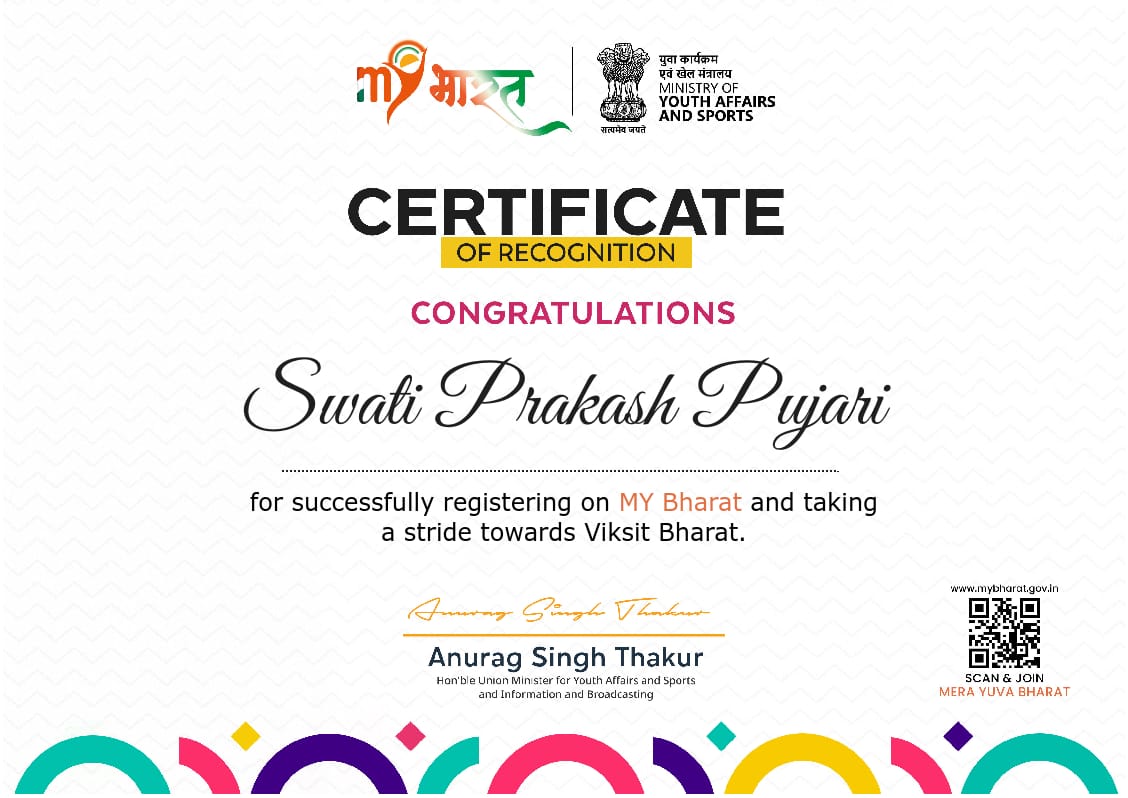 my भारत
युवा कार्यक्रम
एवं खेल मंत्रालय
MINISTRY OF
YOUTH AFFAIRS
AND SPORTS
सत्यमेव जयते
CERTIFICATE
OF RECOGNITION
CONGRATULATIONS
Swati Prakash Pujari
for successfully registering on MY Bharat and taking
a stride towards Viksit Bharat.
Anurag Singh Thakur
Anurag Singh Thakur
Hon'ble Union Minister for Youth Affairs and Sports
and Information and Broadcasting
www.mybharat.gov.in
SCAN & JOIN
MERA YUVA BHARAT